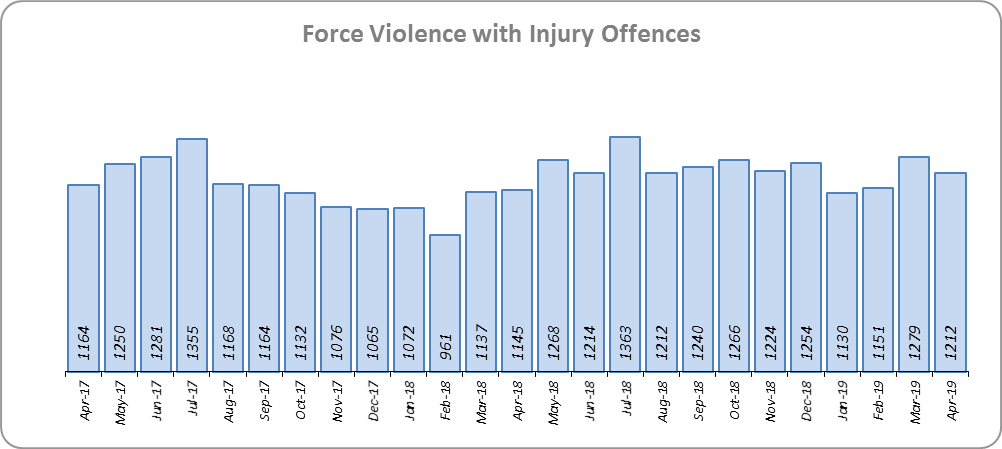 Force Violence with Injury Offences
1164
1250
1281
1355
1168
1164
1132
1076
1065
1072
961
1137
1145
1268
1214
1363
1212
1240
1266
1224
1254
1130
1151
1279
1212
Apr-17
May-17
Jun-17
Jul-17
Aug-17
Sep-17
Oct-17
Nov-17
Dec-17
Jan-18
Feb-18
Mar-18
Apr-18
May-18
Jun-18
Jul-18
Aug-18
Sep-18
Oct-18
Nov-18
Dec-18
Jan-19
Feb-19
Mar-19
Apr-19